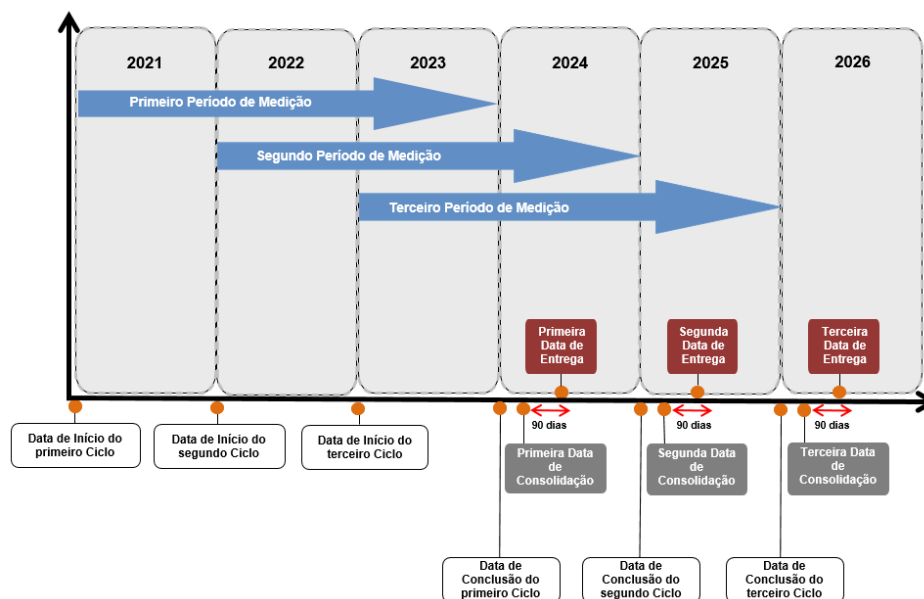 2021
2022
2023
2024
2025
2026
Primeiro Período de Medição
Segundo Período de Medição
Terceiro Período de Medição
Primeira
Data de
Entrega
Segunda
Data de
Entrega
Terceira
Data de
Entrega
Data de Início do
primeiro Ciclo
Data de Início do
segundo Ciclo
Data de Início do
terceiro Ciclo
90 dias
90 dias
90 dias
Primeira Data
de
Consolidação
Segunda Data
de
Consolidação
Terceira Data
de
Consolidação
Data de
Conclusão do
primeiro Ciclo
Data de
Conclusão do
segundo Ciclo
Data de
Conclusão do
terceiro Ciclo